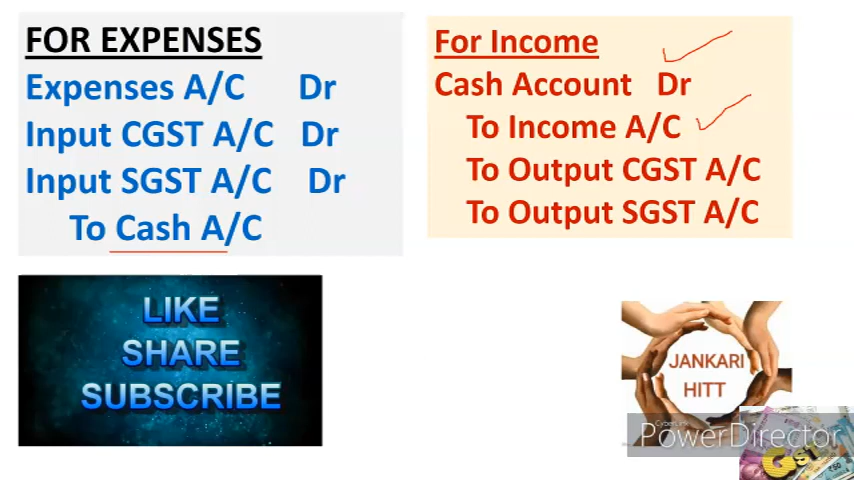 FOR EXPENSES
Expenses A/C Dr
Input CGST A/C Dr
Input SGST A/C Dr
To Cash A/C
For Income
Cash Account Dr
To Income A/C
To Output CGST A/C
To Output SGST A/C
LIKE
SHARE
SUBSCRIBE
JANKARI
HITT
PowerDirector